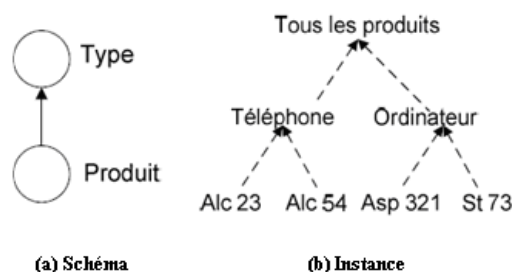 Type
Produit
(a) Schéma
Tous les produits
Téléphone Ordinateur
Alc 23 Alc 54 Asp 321 St 73
(b) Instance